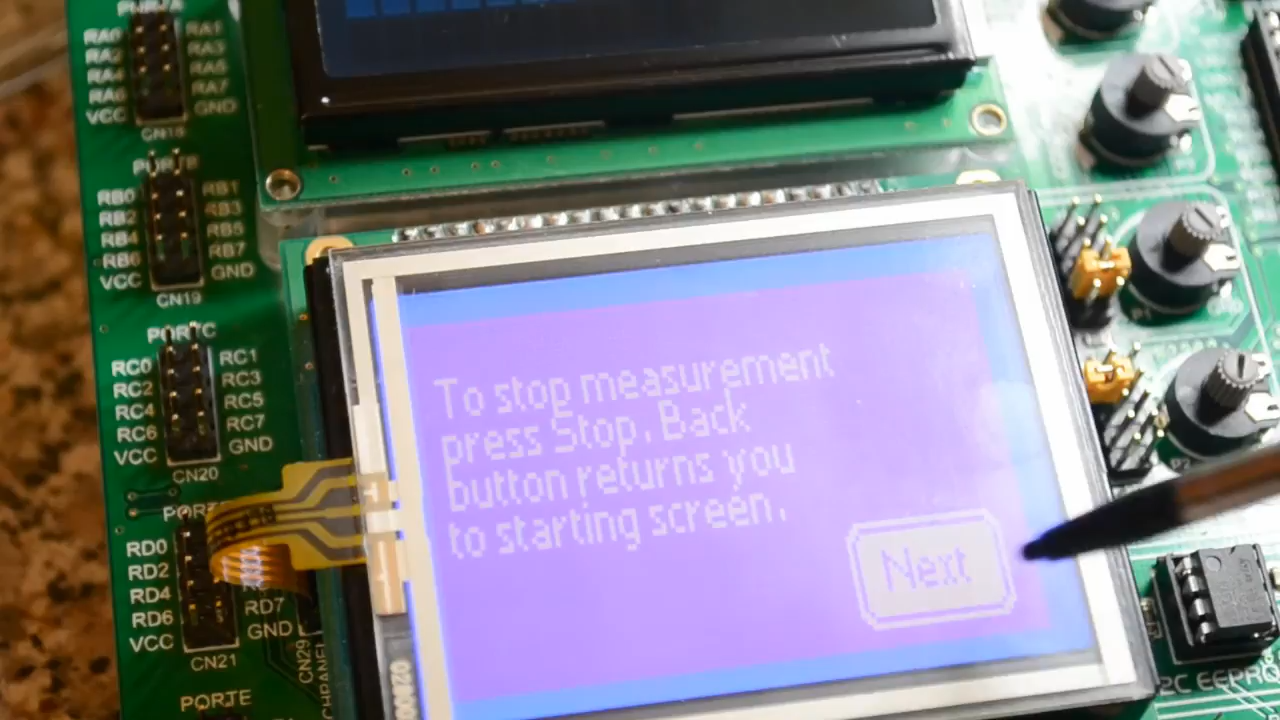 PORTA
RA0 RA1
RA2 RA3
RA4 RA5
RA6 RA7
VCC GND
CN18
PORTB
RB0 RB1
RB2 RB3
RB4 RB5
RB6 RB7
VCC GND
CN19
PORTC
RC0 RC1
RC2 RC3
RC4 RC5
RC6 RC7
VCC GND
CN20
RD0
RD2
RD4
RD6 RD7
VCC GND
CN21
CN29
PORTE
To stop measurement
press Stop. Back
button returns you
to starting screen.
Next